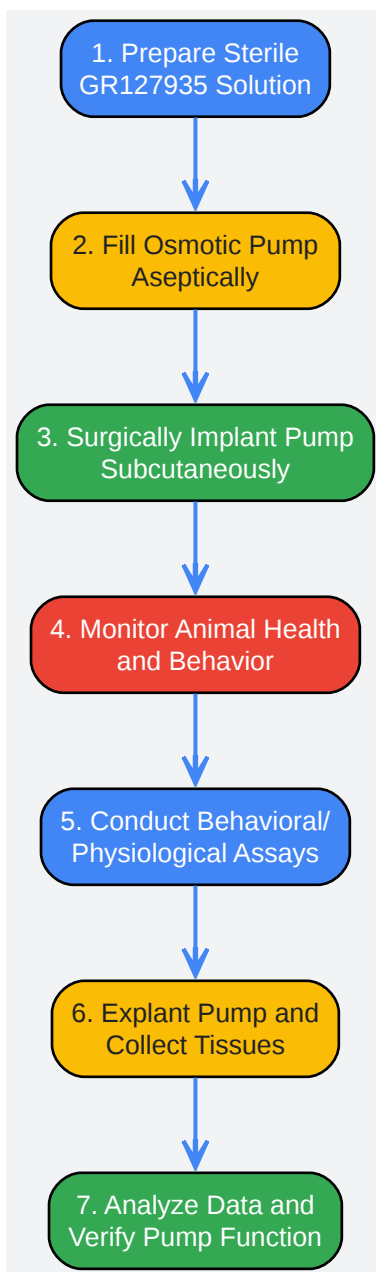 1. Prepare Sterile
GR127935 Solution
2. Fill Osmotic Pump
Aseptically
3. Surgically Implant Pump
Subcutaneously
4. Monitor Animal Health
and Behavior
5. Conduct Behavioral/
Physiological Assays
6. Explant Pump and
Collect Tissues
7. Analyze Data and
Verify Pump Function